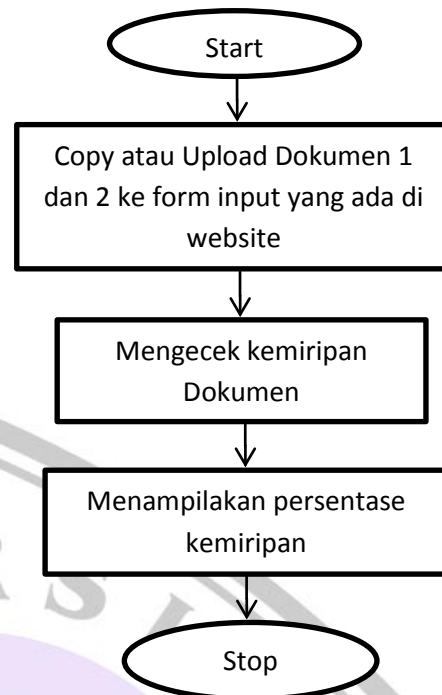 Start
Copy atau Upload Dokumen 1
dan 2 ke form input yang ada di
website
Mengecek kemiripan
Dokumen
Menampilakan persentase
kemiripan
R S I
Stop